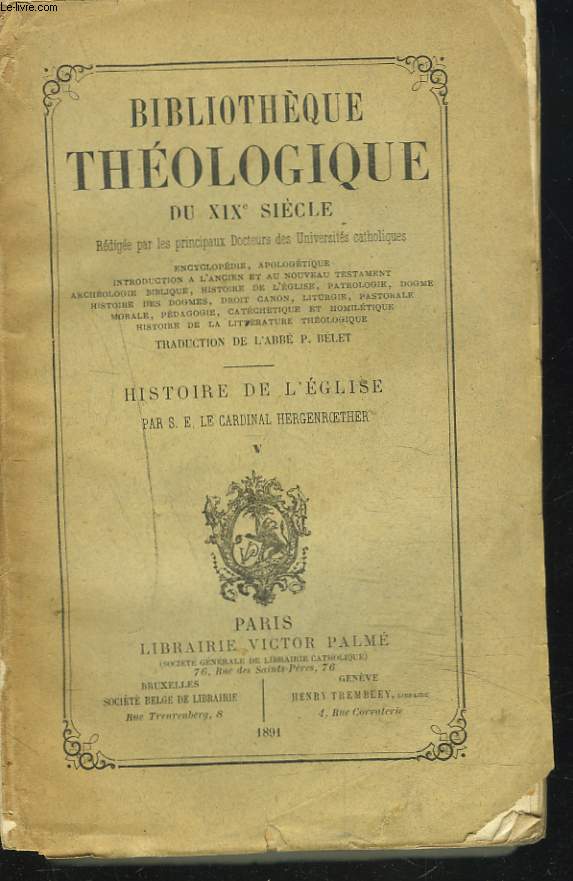 Le-livre.com
BIBLIOTHÈQUE
THÉOLOGIQUE
DU XIXe SIÈCLE
Rédigée par les principaux Docteurs des Universités catholiques
ENCYCLOPÉDIE, APOLOGÉTIQUE
INTRODUCTION A L'ANCIEN ET AU NOUVEAU TESTAMENT
ARCHÉOLOGIE BIBLIQUE, HISTOIRE DE L'ÉGLISE, PATROLOGIE, DOGME
HISTOIRE DES DOGMES, DROIT CANON, LITURGIE, PASTORALE
MORALE, PÉDAGOGIE, CATÉCHÉTIQUE ET HOMILÉTIQUE
HISTOIRE DE LA LITTÉRATURE THÉOLOGIQUE
TRADUCTION DE L'ABBÉ P. BÉLET
HISTOIRE DE L'ÉGLISE
PAR S. E. LE CARDINAL HERGENRŒTHER
V
PARIS
LIBRAIRIE VICTOR PALMÉ
(SOCIÉTÉ GÉNÉRALE DE LIBRAIRIE CATHOLIQUE)
76, Rue des Saints-Pères, 76
BRUXELLES
SOCIÉTÉ BELGE DE LIBRAIRIE
Rue Treurenberg, 8
GENÈVE
HENRY TREMBLEY, LIBRAIRE
4, Rue Corraterie
1891